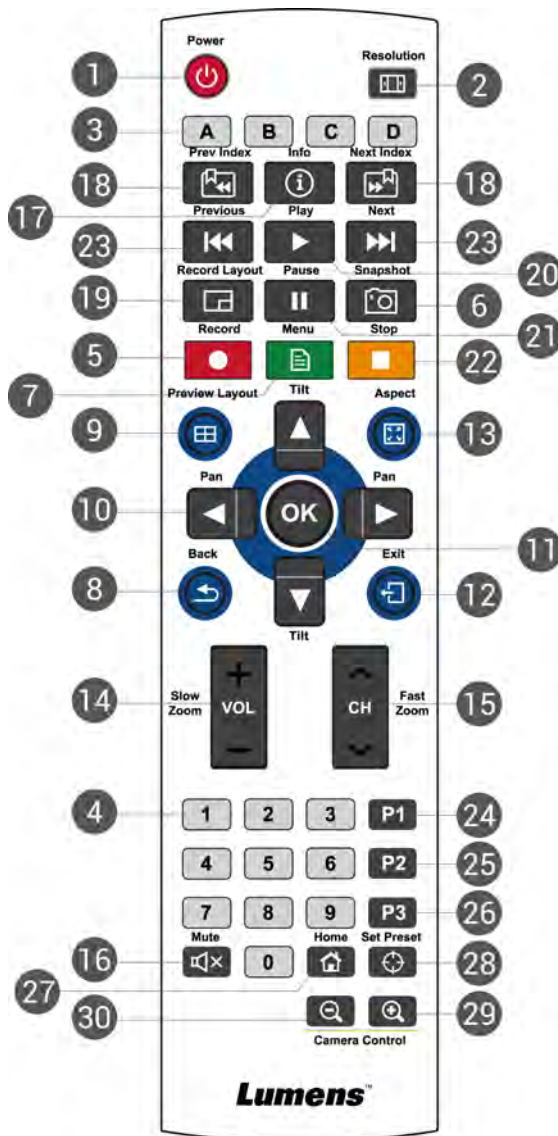 Power
Resolution
1
2
3
A B C D
Prev Index Info Next Index
18
18
17
Previous Play Next
23
23
20
Record Layout Pause Snapshot
19
6
21
Record Menu Stop
5
22
7
Preview Layout Tilt Aspect
9
13
Pan Pan
10
OK
11
Back Exit
8
12
Tilt
14
Slow
Zoom
+
VOL
−
CH
Fast
Zoom
15
4
1 2 3 P1
24
4 5 6 P2
25
7 8 9 P3
26
Mute Home Set Preset
16
0
28
27
30
29
Camera Control
Lumens™